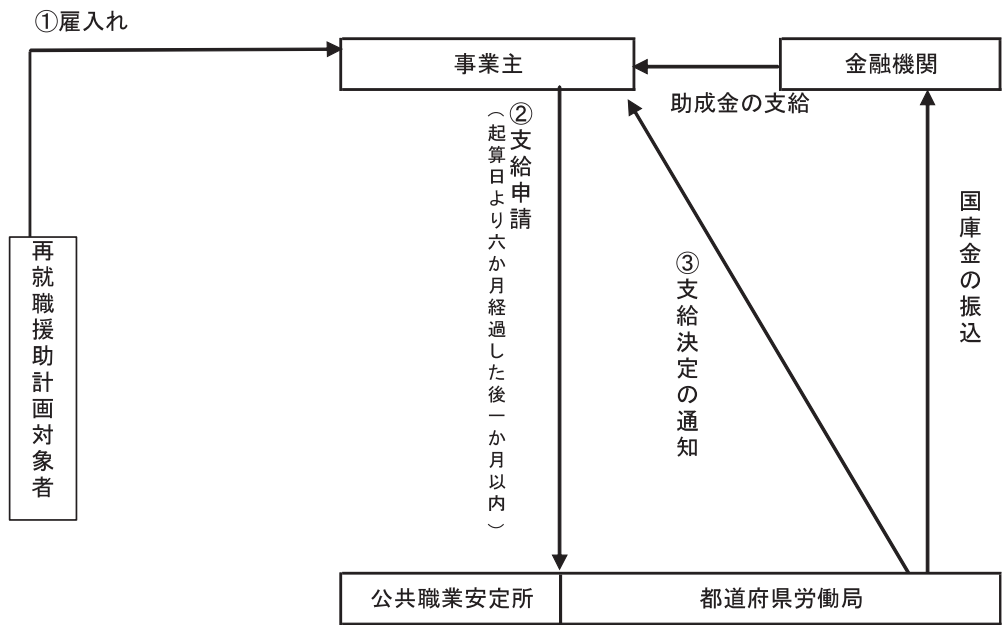 ①雇入れ
事業主
金融機関
助成金の支給
②支給申請
（起算日より六か月経過した後一か月以内）
③支給決定の通知
国庫金の振込
再就職援助計画対象者
公共職業安定所
都道府県労働局